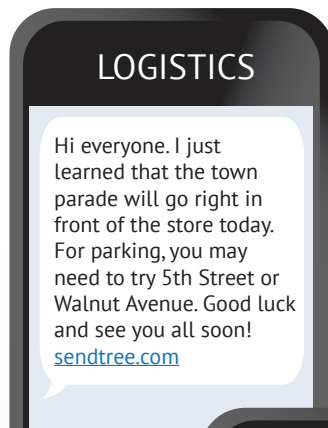 LOGISTICS
Hi everyone. I just
learned that the town
parade will go right in
front of the store today.
For parking, you may
need to try 5th Street or
Walnut Avenue. Good luck
and see you all soon!
sendtree.com